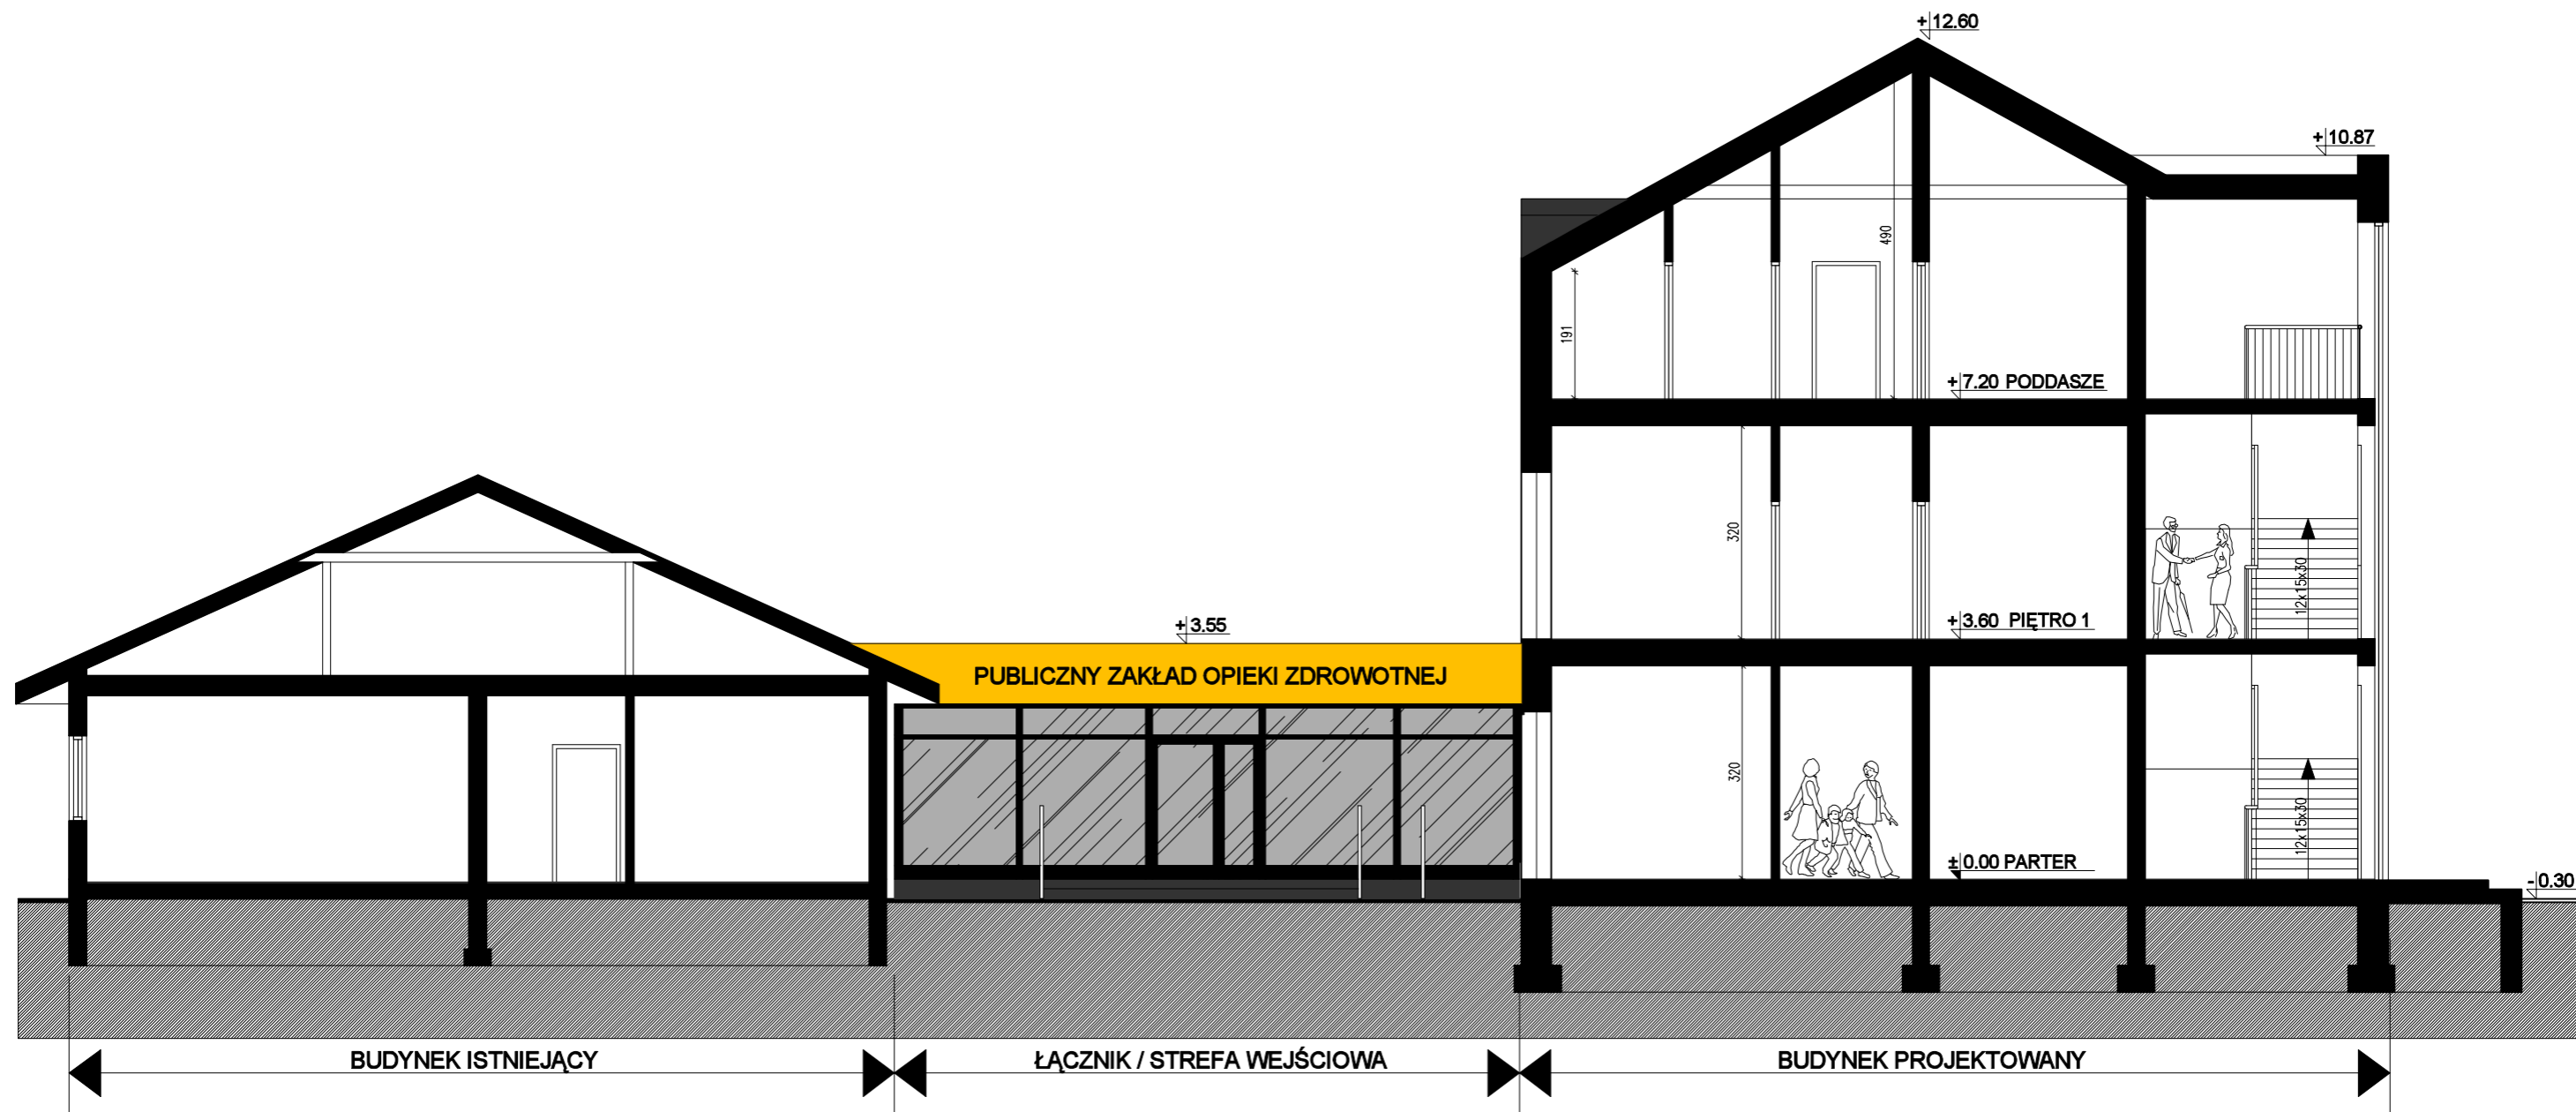 +12.60
+10.87
490
191
+7.20 PODDASZE
320
12x15x30
+3.60 PIĘTRO 1
+3.55
PUBLICZNY ZAKŁAD OPIEKI ZDROWOTNEJ
320
12x15x30
±0.00 PARTER
-0.30
BUDYNEK ISTNIEJĄCY
ŁĄCZNIK / STREFA WEJŚCIOWA
BUDYNEK PROJEKTOWANY